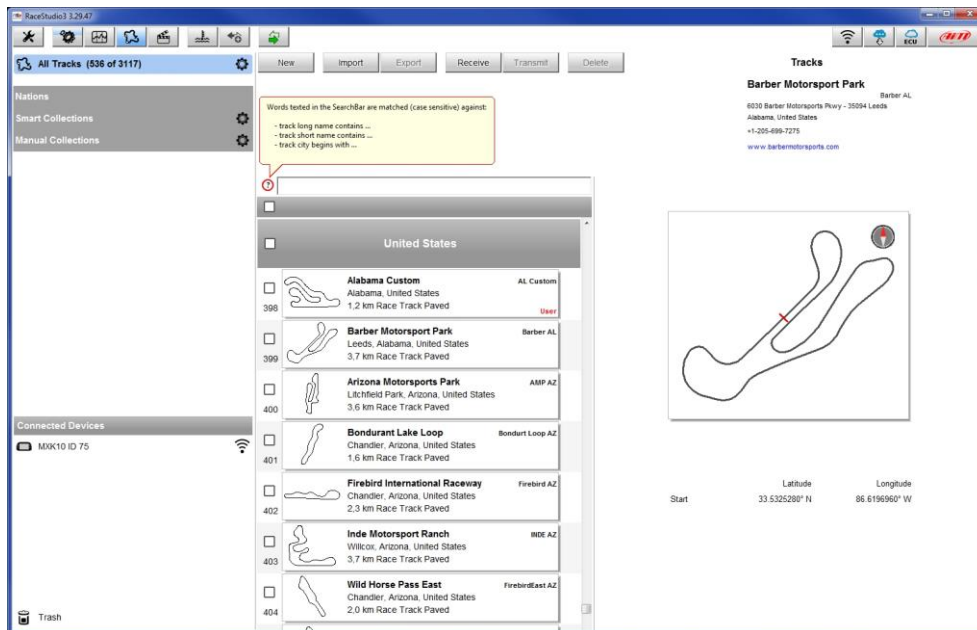 RaceStudio3 3.29.47
ECU
AiM
All Tracks (536 of 3117)
Nations
Smart Collections
Manual Collections
Connected Devices
MXK10 ID 75
Trash
New
Import
Export
Receive
Transmit
Delete
Words texted in the SearchBar are matched (case sensitive) against:
- track long name contains ...
- track short name contains ...
- track city begins with ...
?
United States
Alabama Custom
AL Custom
Alabama, United States
1,2 km Race Track Paved
User
398
Barber Motorsport Park
Barber AL
Leeds, Alabama, United States
3,7 km Race Track Paved
399
Arizona Motorsports Park
AMP AZ
Litchfield Park, Arizona, United States
3,6 km Race Track Paved
400
Bondurant Lake Loop
Bondurt Loop AZ
Chandler, Arizona, United States
1,6 km Race Track Paved
401
Firebird International Raceway
Firebird AZ
Chandler, Arizona, United States
2,3 km Race Track Paved
402
Inde Motorsport Ranch
INDE AZ
Willcox, Arizona, United States
3,7 km Race Track Paved
403
Wild Horse Pass East
FirebirdEast AZ
Chandler, Arizona, United States
2,0 km Race Track Paved
404
Tracks
Barber Motorsport Park
Barber AL
6030 Barber Motorsports Pkwy - 35094 Leeds
Alabama, United States
+1-205-699-7275
www.barbermotorsports.com
Latitude Longitude
Start 33.5325280° N 86.6196960° W